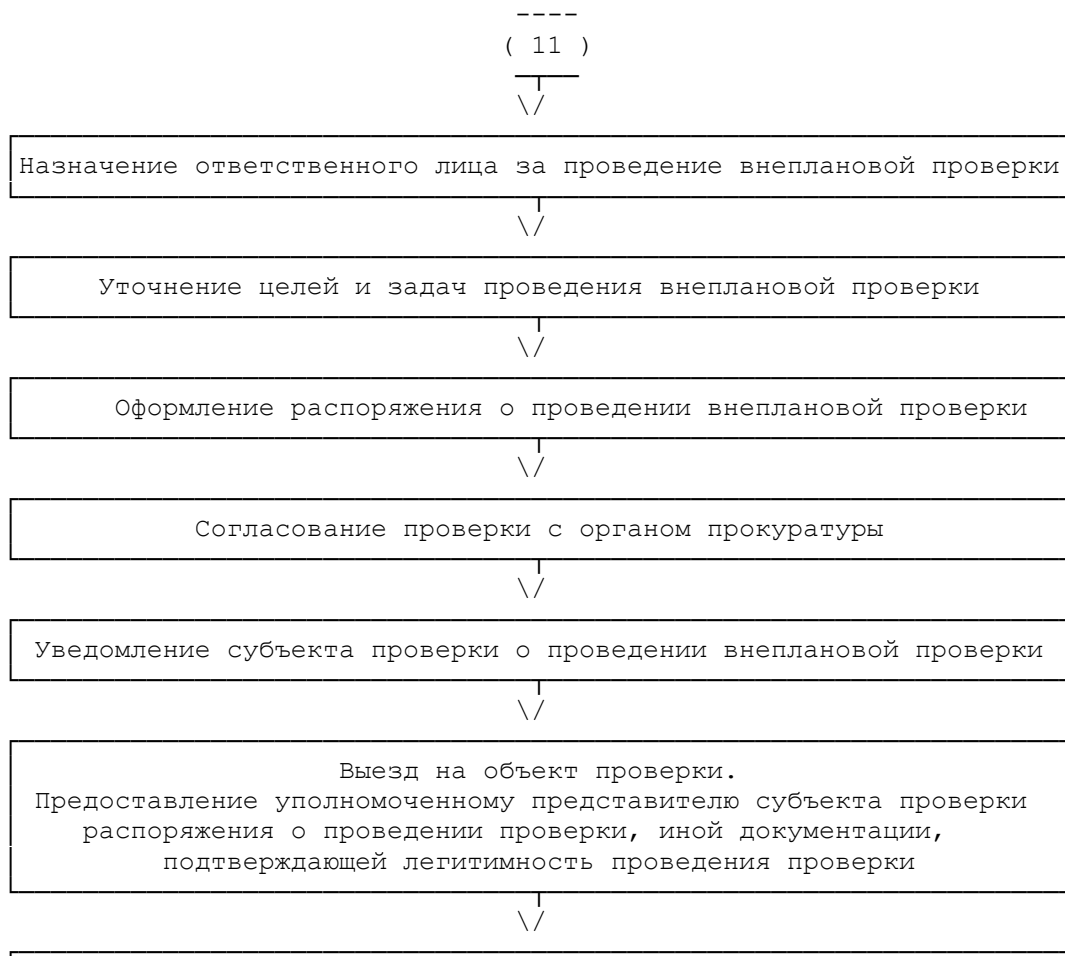 ( 11 )
Назначение ответственного лица за проведение внеплановой проверки
Уточнение целей и задач проведения внеплановой проверки
Оформление распоряжения о проведении внеплановой проверки
Согласование проверки с органом прокуратуры
Уведомление субъекта проверки о проведении внеплановой проверки
Выезд на объект проверки.
Предоставление уполномоченному представителю субъекта проверки
распоряжения о проведении проверки, иной документации,
подтверждающей легитимность проведения проверки